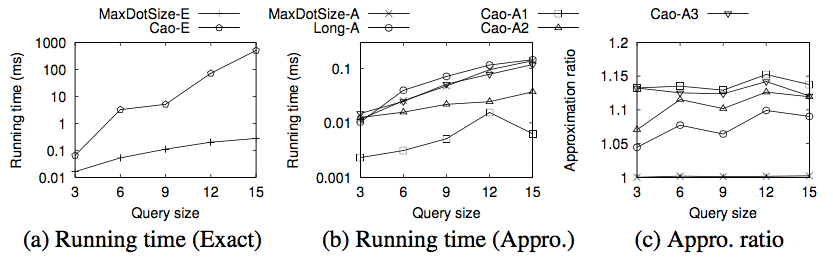 MaxDotSize-E
Cao-E
MaxDotSize-A
Long-A
Cao-A1
Cao-A2
Cao-A3
Running time (ms)
1000
100
10
1
0.1
0.01
3 6 9 12 15
Query size
(a) Running time (Exact)
Running time (ms)
0.1
0.01
0.001
3 6 9 12 15
Query size
(b) Running time (Appro.)
Approximation ratio
1.2
1.15
1.1
1.05
1
3 6 9 12 15
Query size
(c) Appro. ratio